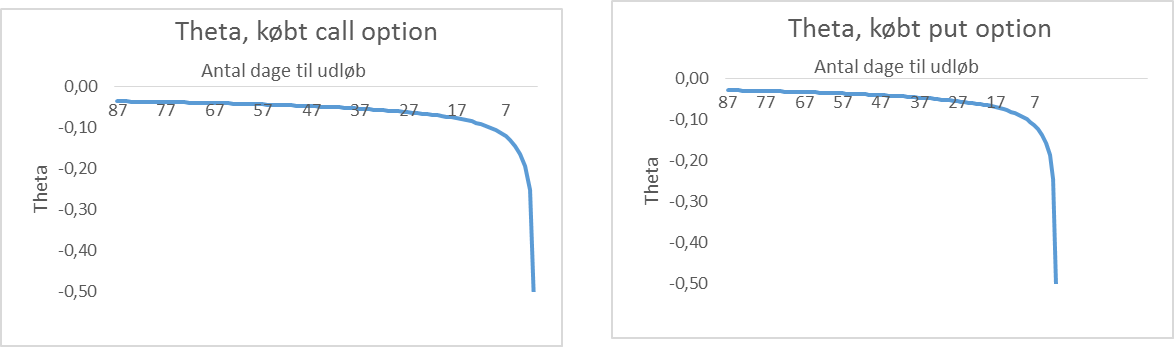 Theta, købt call option
Antal dage til udløb
0,00
87 77 67 57 47 37 27 17 7
-0,10
-0,20
-0,30
-0,40
-0,50
Theta
Theta, købt put option
Antal dage til udløb
0,00
87 77 67 57 47 37 27 17 7
-0,10
-0,20
-0,30
-0,40
-0,50
Theta